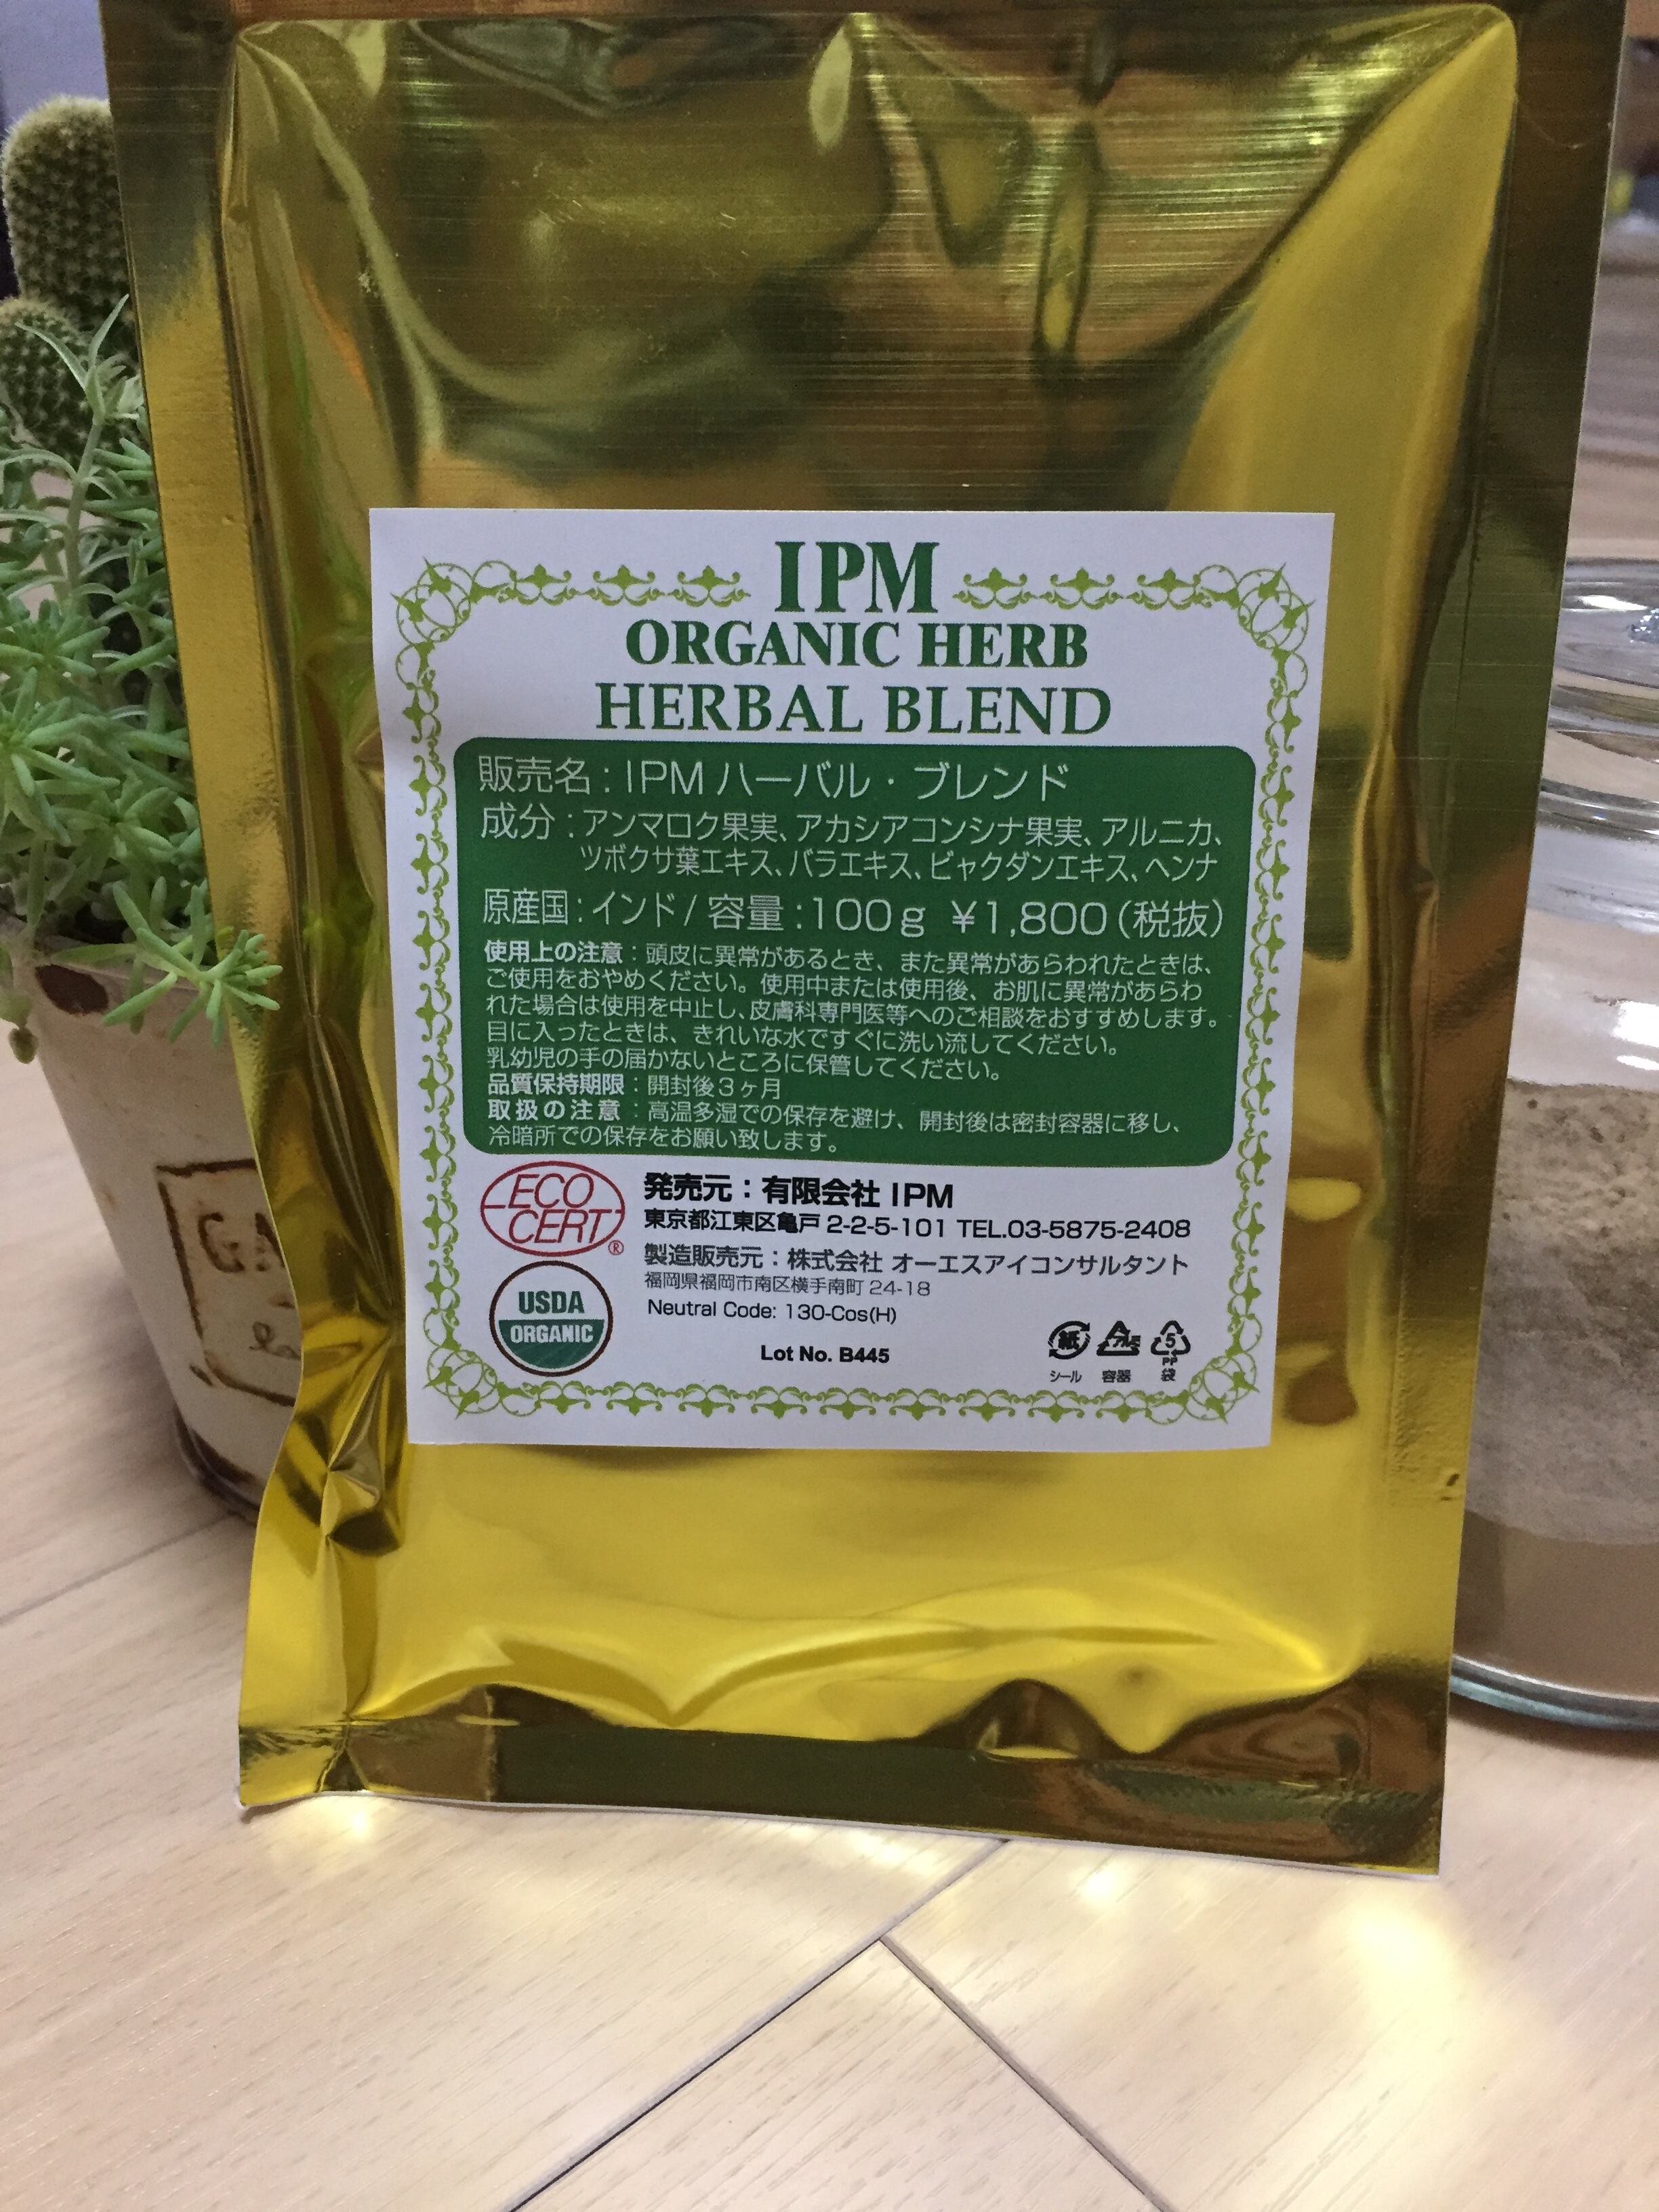 IPM
ORGANIC HERB
HERBAL BLEND
販売名：IPM ハーバル・ブレンド
成分：アンマロク果実、アカシアコンシナ果実、アルニカ、
ツボクサ葉エキス、バラエキス、ビャクダンエキス、ヘンナ
原産国：インド/容量：100g ¥1,800(税抜)
使用上の注意：頭皮に異常があるとき、また異常があらわれたときは、
ご使用をおやめください。使用中または使用後、お肌に異常があらわ
れた場合は使用を中止し、皮膚科専門医等へのご相談をおすすめします。
目に入ったときは、きれいな水ですぐに洗い流してください。
乳幼児の手の届かないところに保管してください。
品質保持期限：開封後3ヶ月
取扱の注意：高温多湿での保存を避け、開封後は密封容器に移し、
冷暗所での保存をお願い致します。
ECO
CERT
®
USDA
ORGANIC
発売元：有限会社 IPM
東京都江東区亀戸 2-2-5-101 TEL.03-5875-2408
製造販売元：株式会社 オーエスアイコンサルタント
福岡県福岡市南区横手南町 24-18
Neutral Code: 130-Cos(H)
Lot No. B445
紙 アルミ 5
PP
シール 容器 袋